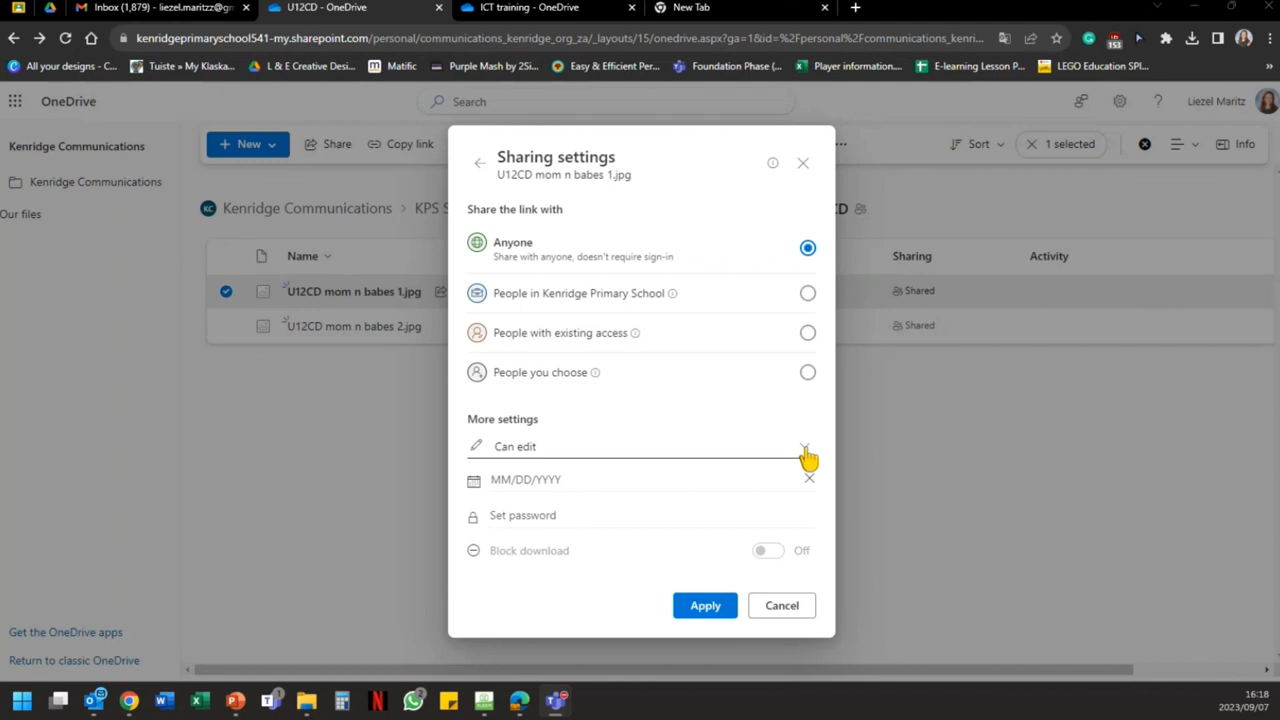 Inbox (1,879) - liezel.maritzz@gm
U12CD - OneDrive
ICT training - OneDrive
New Tab
kenridgeprimaryschool541-my.sharepoint.com/personal/communications_kenridge_org_za/_layouts/15/onedrive.aspx?ga=1&id=%2Fpersonal%2Fcommunications_kenri...
153
All your designs - C...
Tuiste » My Klaska...
L & E Creative Desi...
Matific
Purple Mash by 2Si...
Easy & Efficient Per...
Foundation Phase (...
Player information....
E-learning Lesson P...
LEGO Education SPI...
OneDrive
Search
Liezel Maritz
Kenridge Communications
Kenridge Communications
Our files
New
Share
Copy link
...
Sort
1 selected
Info
KC
Kenridge Communications
KPS S
CD
Name
Sharing
Activity
U12CD mom n babes 1.jpg
Shared
U12CD mom n babes 2.jpg
Shared
Sharing settings
U12CD mom n babes 1.jpg
Share the link with
Anyone
Share with anyone, doesn't require sign-in
People in Kenridge Primary School
People with existing access
People you choose
More settings
Can edit
MM/DD/YYYY
Set password
Block download
Off
Apply
Cancel
Get the OneDrive apps
Return to classic OneDrive
16:18
2023/09/07